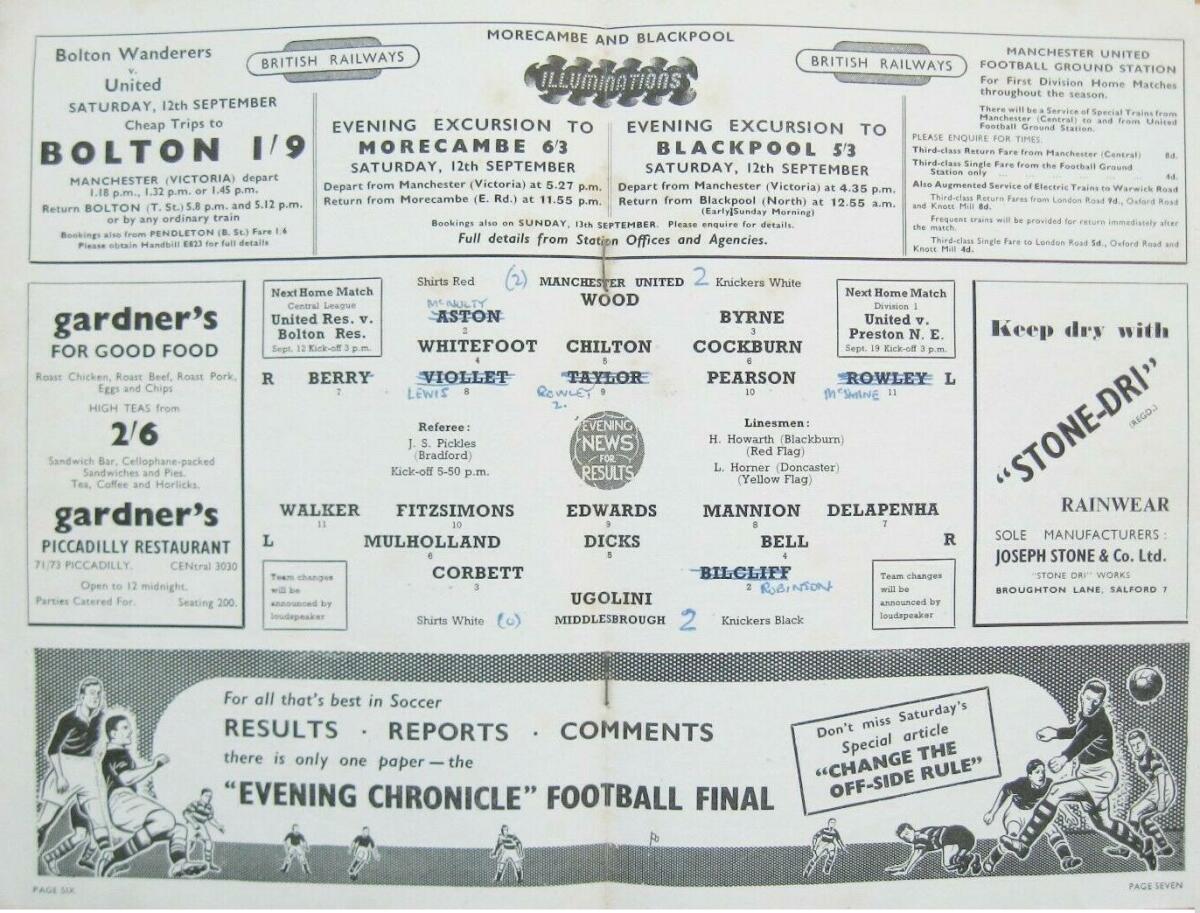 Bolton Wanderers
v.
United
SATURDAY, 12th SEPTEMBER
Cheap Trips to
BOLTON 1/9
MANCHESTER (VICTORIA) depart
1.18 p.m., 1.32 p.m. or 1.45 p.m.
Return BOLTON (T. St.) 5.8 p.m. and 5.12 p.m.
or by any ordinary train
Bookings also from PENDLETON (B. St.) Fare 1/6
Please obtain Handbill E823 for full details
BRITISH RAILWAYS
MORECAMBE AND BLACKPOOL
ILLUMINATIONS
BRITISH RAILWAYS
EVENING EXCURSION TO
MORECAMBE 6/3
SATURDAY, 12th SEPTEMBER
Depart from Manchester (Victoria) at 5.27 p.m.
Return from Morecambe (E. Rd.) at 11.55 p.m.
EVENING EXCURSION TO
BLACKPOOL 5/3
SATURDAY, 12th SEPTEMBER
Depart from Manchester (Victoria) at 4.35 p.m.
Return from Blackpool (North) at 12.55 a.m.
(Early Sunday Morning)
Bookings also on SUNDAY, 13th SEPTEMBER. Please enquire for details.
Full details from Station Offices and Agencies.
MANCHESTER UNITED
FOOTBALL GROUND STATION
For First Division Home Matches
throughout the season.
There will be a Service of Special Trains from
Manchester (Central) to and from United
Football Ground Station.
PLEASE ENQUIRE FOR TIMES.
Third-class Return Fare from Manchester (Central) 8d.
Third-class Single Fare from the Football Ground
Station only ... ... ... ... ... 4d.
Also Augmented Service of Electric Trains to Warwick Road
Third-class Return Fares from London Road 9d., Oxford Road
and Knott Mill 8d.
Frequent trains will be provided for return immediately after
the match.
Third-class Single Fare to London Road 5d., Oxford Road and
Knott Mill 4d.
gardner's
FOR GOOD FOOD
Roast Chicken, Roast Beef, Roast Pork,
Eggs and Chips
HIGH TEAS from
2/6
Sandwich Bar, Cellophane-packed
Sandwiches and Pies.
Tea, Coffee and Horlicks.
gardner's
PICCADILLY RESTAURANT
71/73 PICCADILLY. CENtral 3030
Open to 12 midnight.
Parties Catered For. Seating 200.
Next Home Match
Central League
United Res. v.
Bolton Res.
Sept. 12 Kick-off 3 p.m.
Shirts Red (2) MANCHESTER UNITED 2 Knickers White
WOOD
McNULTY
ASTON BYRNE
2 3
WHITEFOOT CHILTON COCKBURN
4 5 6
R BERRY VIOLLET TAYLOR PEARSON ROWLEY L
7 LEWIS 8 ROWLEY 9 10 McSHANE 11
2.
Next Home Match
Division 1
United v.
Preston N. E.
Sept. 19 Kick-off 3 p.m.
Referee:
J. S. Pickles
(Bradford)
Kick-off 5-50 p.m.
EVENING
NEWS
FOR
RESULTS
Linesmen:
H. Howarth (Blackburn)
(Red Flag)
L. Horner (Doncaster)
(Yellow Flag)
WALKER FITZSIMONS EDWARDS MANNION DELAPENHA
11 10 9 8 7
L MULHOLLAND DICKS BELL R
6 5 4
CORBETT BILCLIFF
3 2 ROBINSON
UGOLINI
Shirts White (0) MIDDLESBROUGH 2 Knickers Black
Team changes
will be
announced by
loudspeaker
Team changes
will be
announced by
loudspeaker
Keep dry with
"STONE-DRI"
(REGD.)
RAINWEAR
SOLE MANUFACTURERS:
JOSEPH STONE & Co. Ltd.
"STONE DRI" WORKS
BROUGHTON LANE, SALFORD 7
For all that's best in Soccer
RESULTS · REPORTS · COMMENTS
there is only one paper — the
"EVENING CHRONICLE" FOOTBALL FINAL
Don't miss Saturday's
Special article
"CHANGE THE
OFF-SIDE RULE"
PAGE SIX
PAGE SEVEN